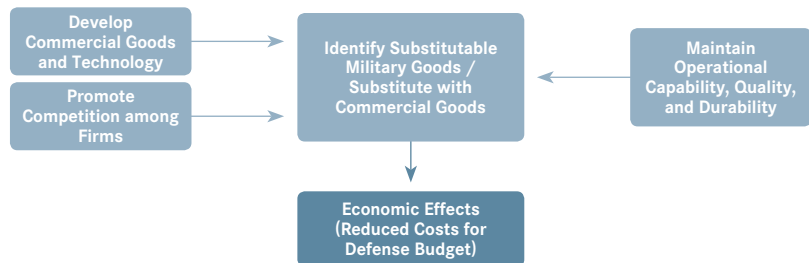 Develop
Commercial Goods
and Technology
Promote
Competition among
Firms
Identify Substitutable
Military Goods /
Substitute with
Commercial Goods
Maintain
Operational
Capability, Quality,
and Durability
Economic Effects
(Reduced Costs for
Defense Budget)